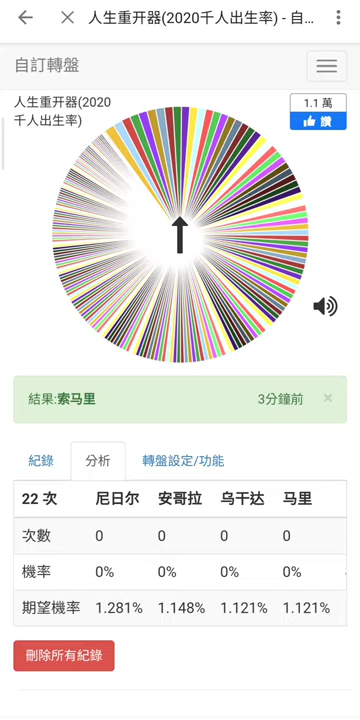 人生重开器(2020千人出生率) - 自...
自訂轉盤
人生重开器(2020
千人出生率)
1.1 萬
讚
結果:索马里 3分鐘前 ×
紀錄 分析 轉盤設定/功能
22 次 尼日尔 安哥拉 乌干达 马里
次數 0 0 0 0
機率 0% 0% 0% 0%
期望機率 1.281% 1.148% 1.121% 1.121%
刪除所有紀錄